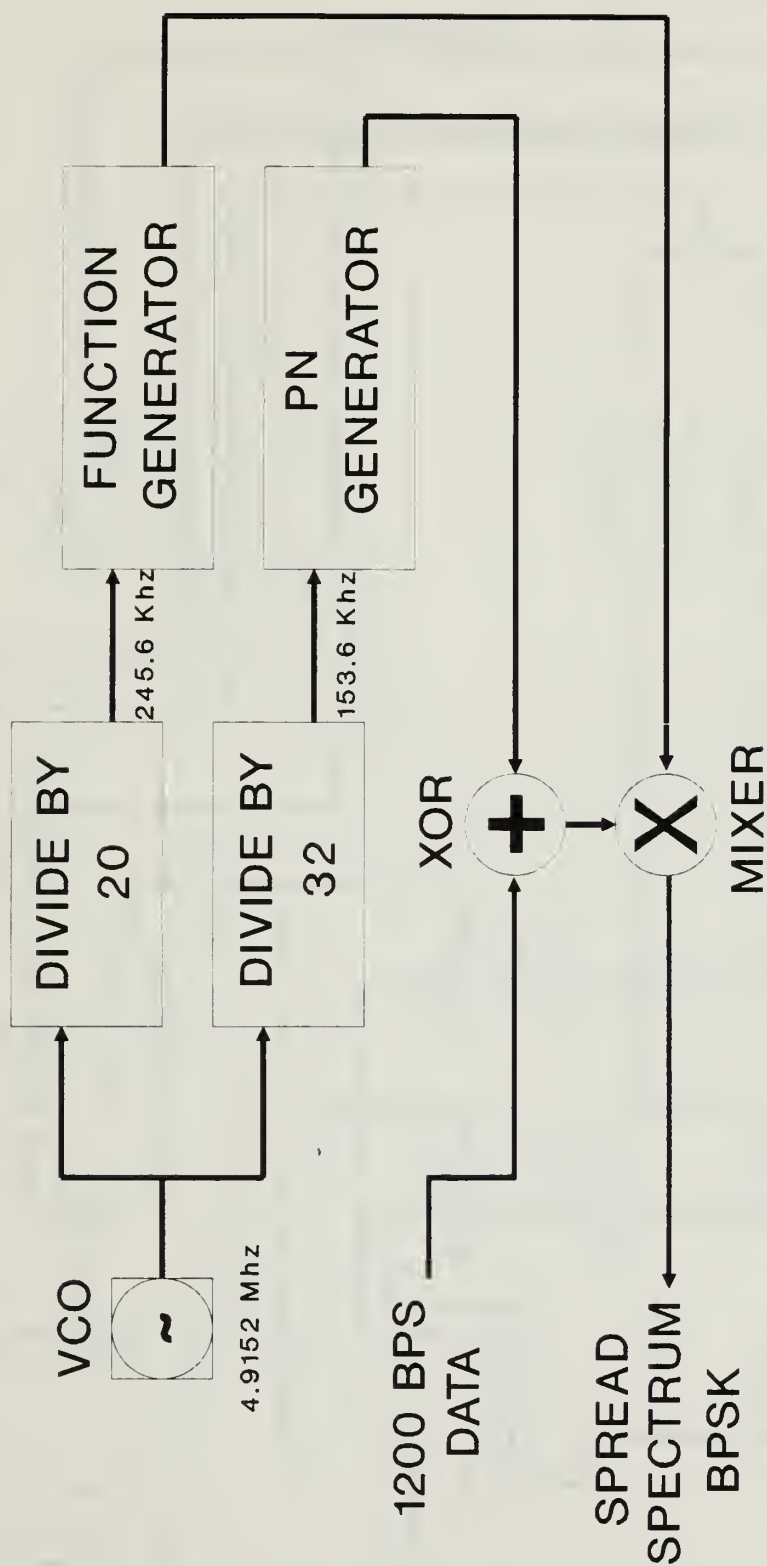 VCO
~
4.9152 Mhz
DIVIDE BY
20
245.6 Khz
FUNCTION
GENERATOR
DIVIDE BY
32
153.6 Khz
PN
GENERATOR
1200 BPS
DATA
XOR
+
SPREAD
SPECTRUM
BPSK
X
MIXER